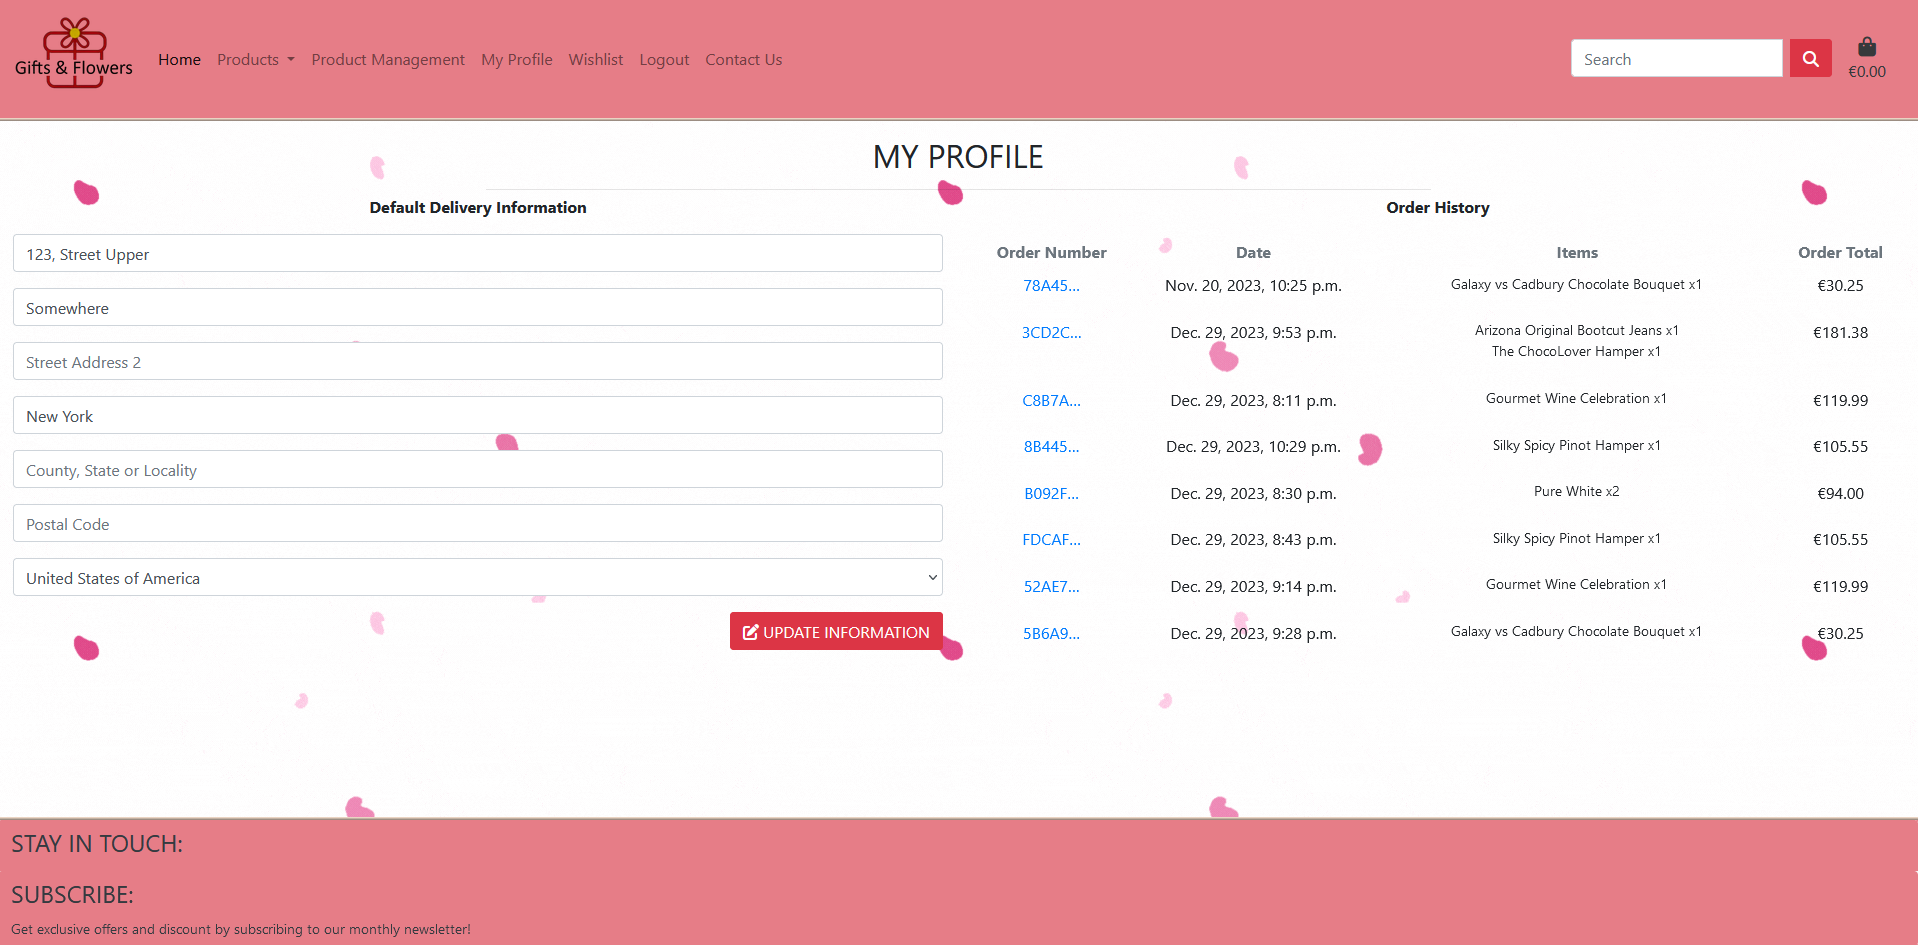 Gifts & Flowers
Home Products Product Management My Profile Wishlist Logout Contact Us
Search
€0.00
MY PROFILE
Default Delivery Information
123, Street Upper
Somewhere
Street Address 2
New York
County, State or Locality
Postal Code
United States of America
UPDATE INFORMATION
Order History
Order Number Date Items Order Total
78A45... Nov. 20, 2023, 10:25 p.m. Galaxy vs Cadbury Chocolate Bouquet x1 €30.25
3CD2C... Dec. 29, 2023, 9:53 p.m. Arizona Original Bootcut Jeans x1 €181.38
The ChocoLover Hamper x1
C8B7A... Dec. 29, 2023, 8:11 p.m. Gourmet Wine Celebration x1 €119.99
8B445... Dec. 29, 2023, 10:29 p.m. Silky Spicy Pinot Hamper x1 €105.55
B092F... Dec. 29, 2023, 8:30 p.m. Pure White x2 €94.00
FDCAF... Dec. 29, 2023, 8:43 p.m. Silky Spicy Pinot Hamper x1 €105.55
52AE7... Dec. 29, 2023, 9:14 p.m. Gourmet Wine Celebration x1 €119.99
5B6A9... Dec. 29, 2023, 9:28 p.m. Galaxy vs Cadbury Chocolate Bouquet x1 €30.25
STAY IN TOUCH:
SUBSCRIBE:
Get exclusive offers and discount by subscribing to our monthly newsletter!